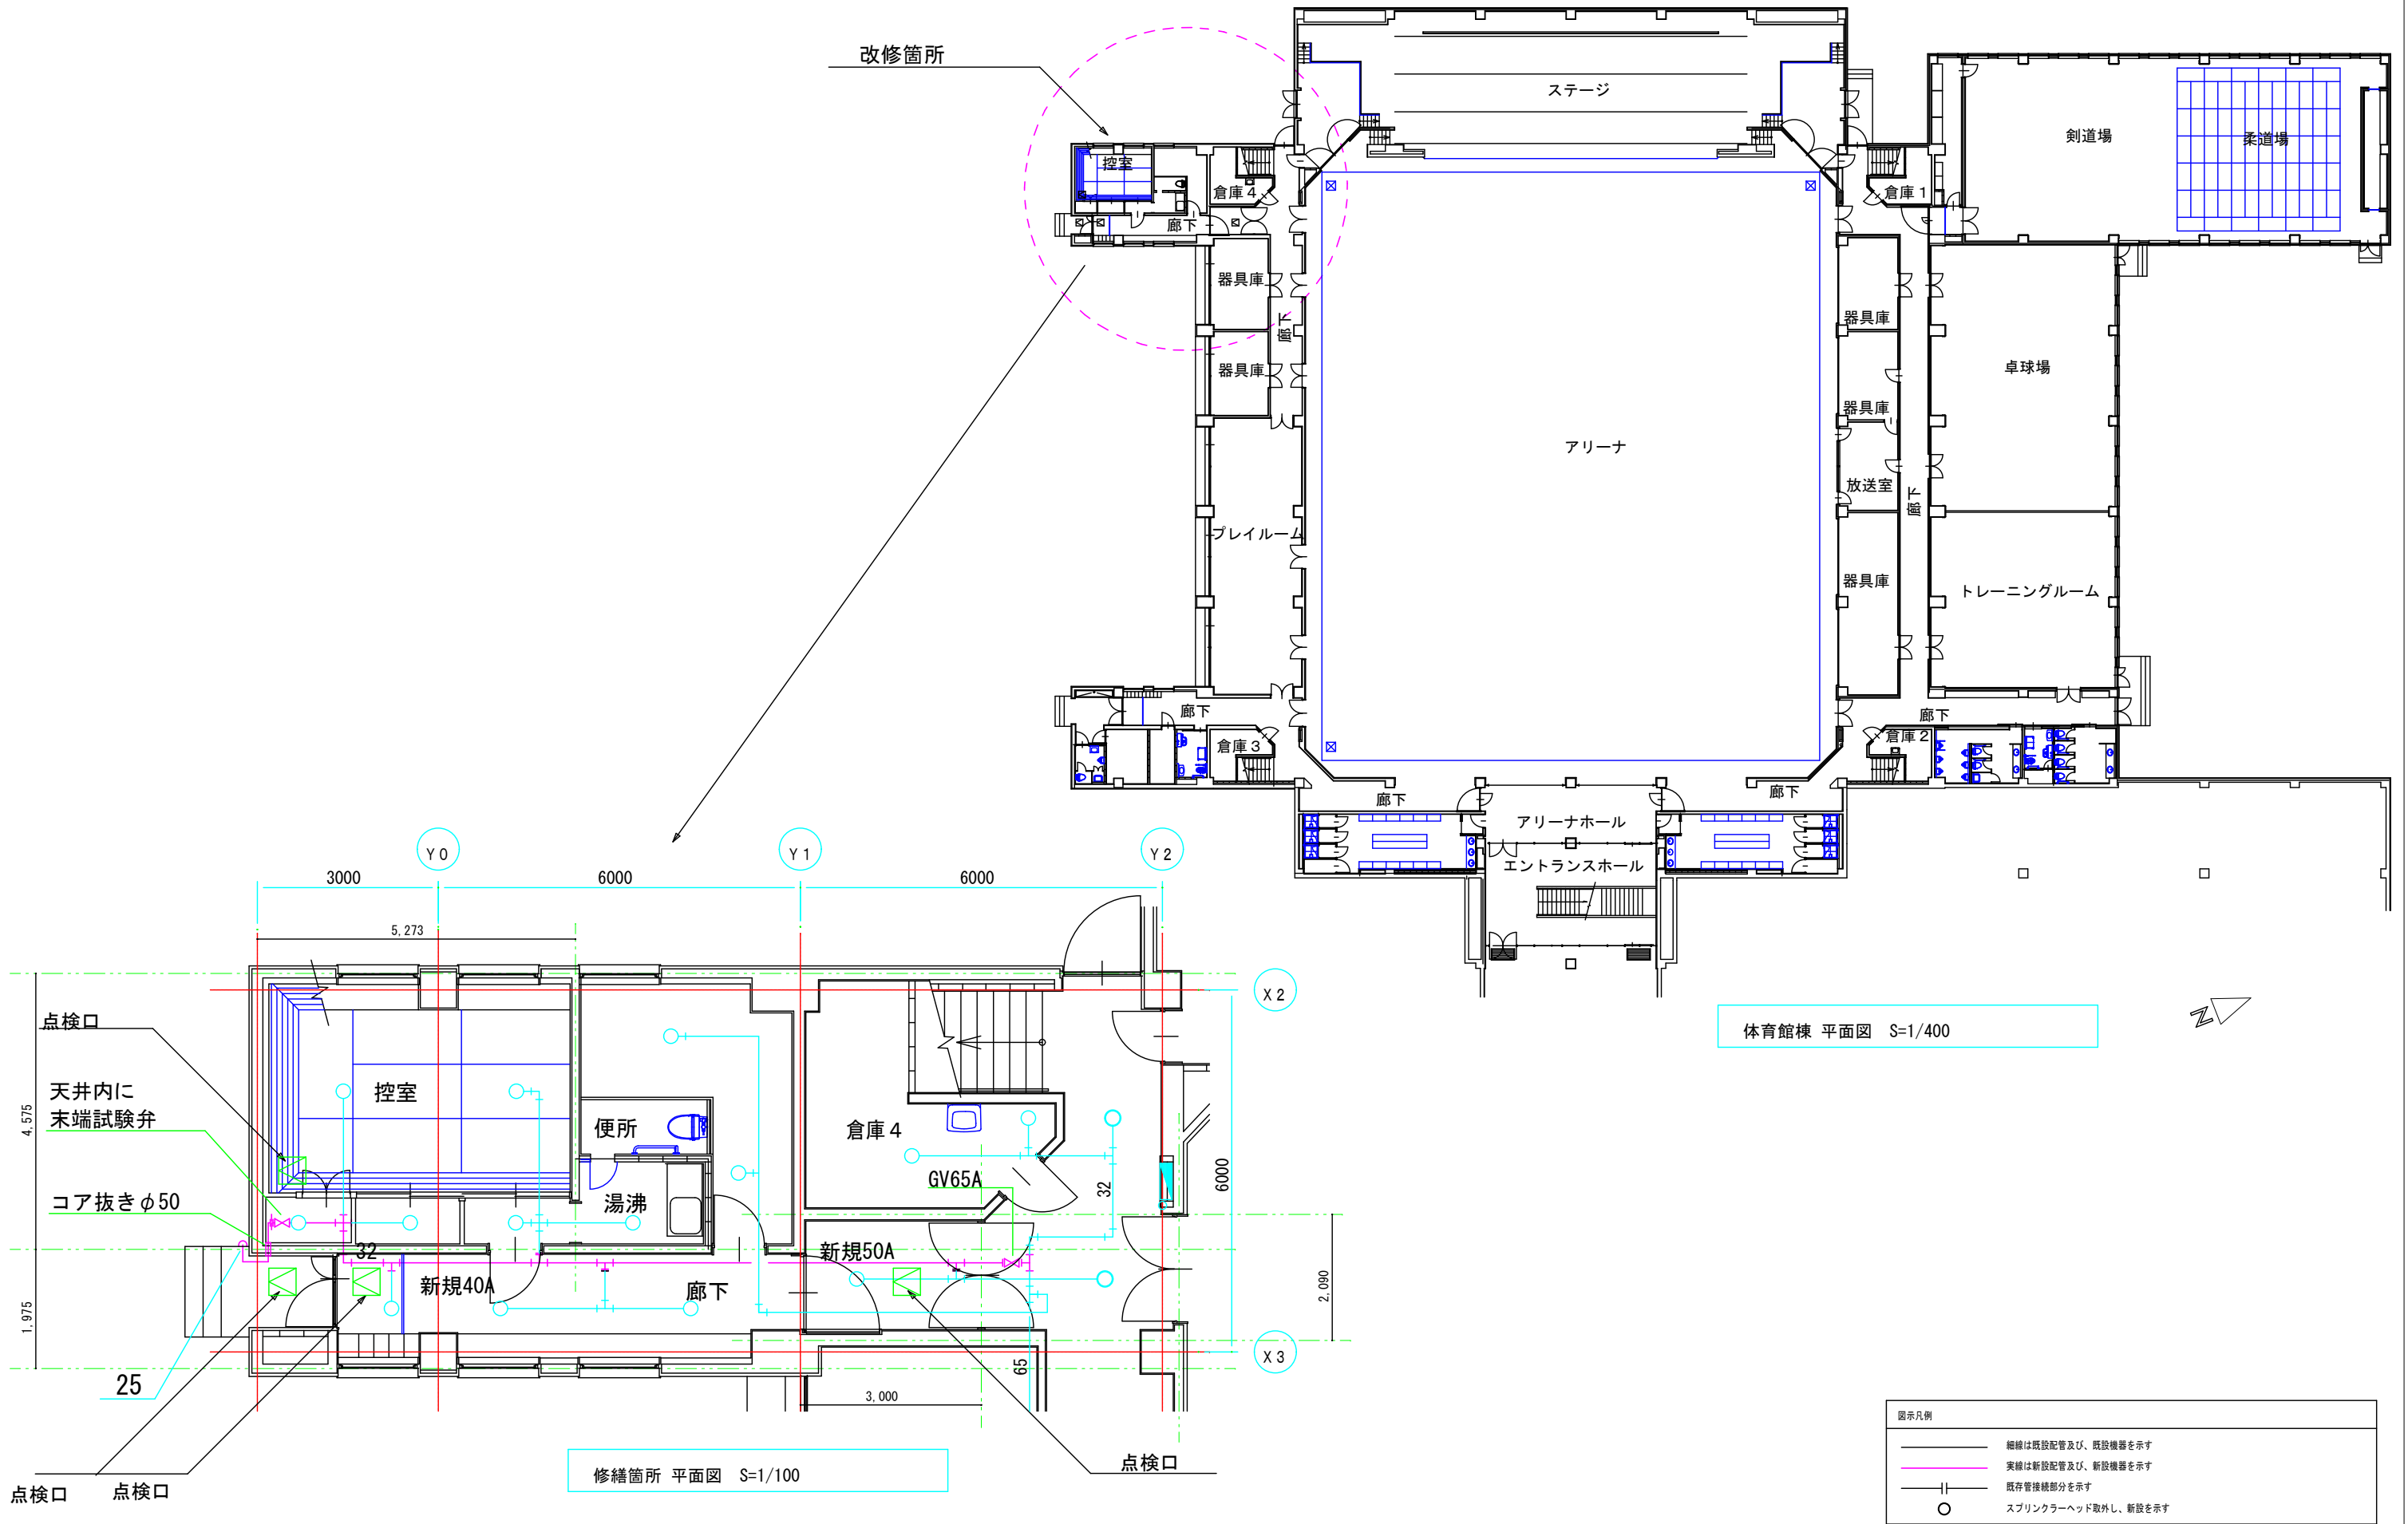 改修箇所
ステージ
剣道場
柔道場
控室
倉庫4
倉庫1
廊下
器具庫
廊下
器具庫
器具庫
器具庫
卓球場
アリーナ
放送室
廊下
プレイルーム
器具庫
トレーニングルーム
廊下
廊下
倉庫3
倉庫2
廊下
廊下
アリーナホール
エントランスホール
体育館棟 平面図 S=1/400
N
Y0
Y1
Y2
3000
6000
6000
5,273
X2
点検口
天井内に
末端試験弁
コア抜きφ50
4,575
1,975
控室
便所
湯沸
倉庫4
GV65A
32
6000
32
新規40A
新規50A
廊下
2,090
X3
65
3,000
25
点検口
点検口
点検口
修繕箇所 平面図 S=1/100
図示凡例
細線は既設配管及び、既設機器を示す
実線は新設配管及び、新設機器を示す
既存管接続部分を示す
スプリンクラーヘッド取外し、新設を示す